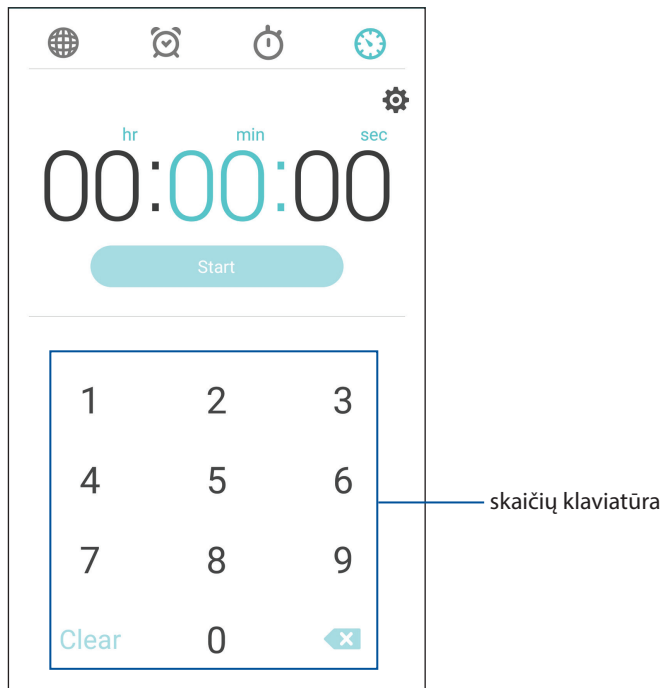 hr min sec
00:00:00
Start
1 2 3
4 5 6
skaičių klaviatūra
7 8 9
Clear 0